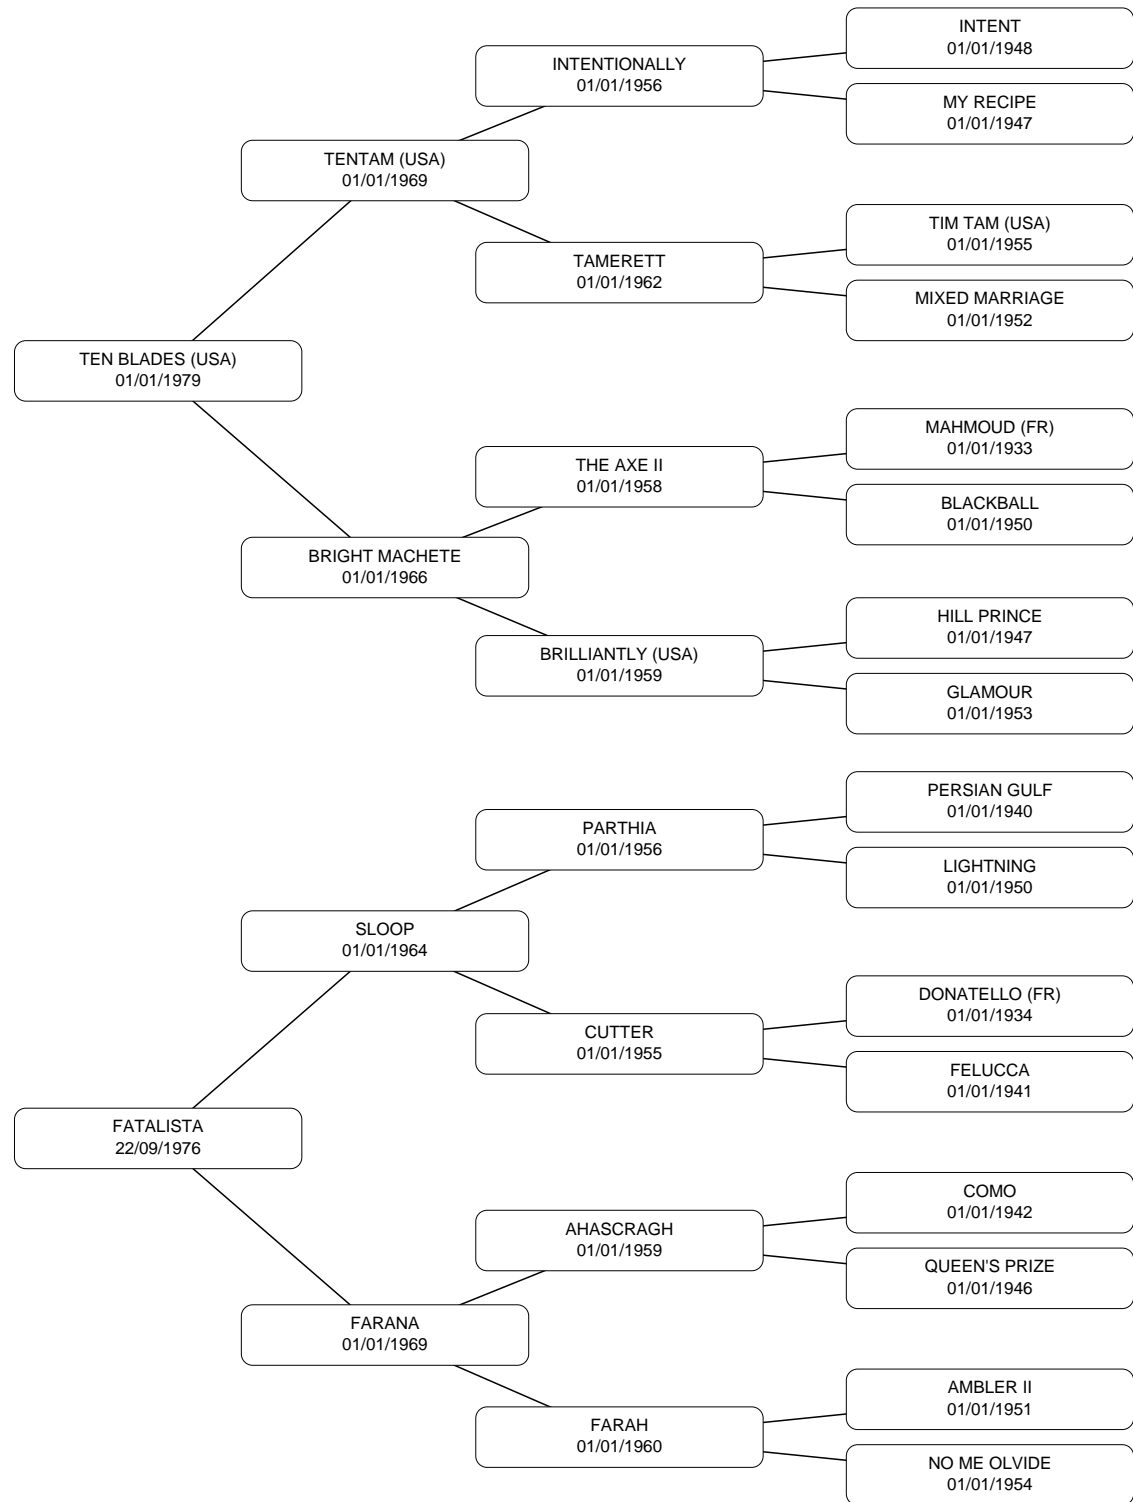 INTENT
01/01/1948
INTENTIONALLY
01/01/1956
MY RECIPE
01/01/1947
TENTAM (USA)
01/01/1969
TIM TAM (USA)
01/01/1955
TAMERETT
01/01/1962
MIXED MARRIAGE
01/01/1952
TEN BLADES (USA)
01/01/1979
MAHMOUD (FR)
01/01/1933
THE AXE II
01/01/1958
BLACKBALL
01/01/1950
BRIGHT MACHETE
01/01/1966
HILL PRINCE
01/01/1947
BRILLIANTLY (USA)
01/01/1959
GLAMOUR
01/01/1953
PERSIAN GULF
01/01/1940
PARTHIA
01/01/1956
LIGHTNING
01/01/1950
SLOOP
01/01/1964
DONATELLO (FR)
01/01/1934
CUTTER
01/01/1955
FELUCCA
01/01/1941
FATALISTA
22/09/1976
COMO
01/01/1942
AHASCRAGH
01/01/1959
QUEEN'S PRIZE
01/01/1946
FARANA
01/01/1969
AMBLER II
01/01/1951
FARAH
01/01/1960
NO ME OLVIDE
01/01/1954